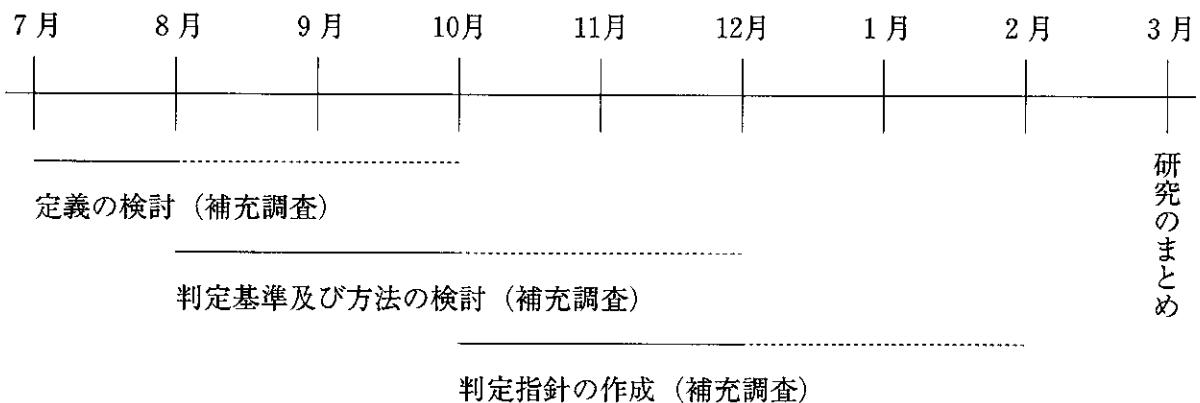 7月 8月 9月 10月 11月 12月 1月 2月 3月
定義の検討（補充調査）
判定基準及び方法の検討（補充調査）
判定指針の作成（補充調査）
研究のまとめ